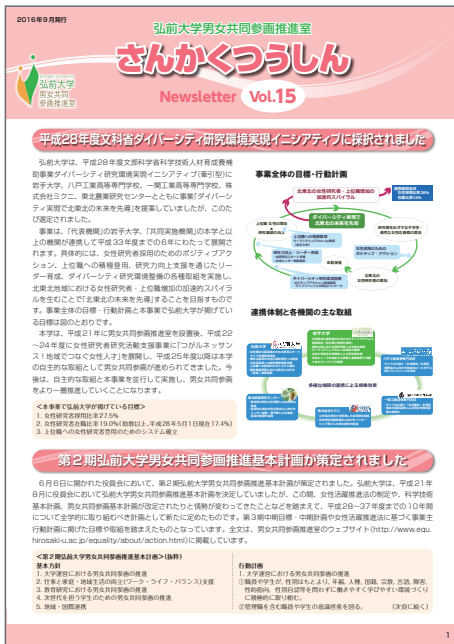 2016年9月発行
弘前大学男女共同参画推進室
さんかくつうしん
Newsletter Vol.15
弘前大学
男女共同
参画推進室
平成28年度文科省ダイバーシティ研究環境実現イニシアティブに採択されました
弘前大学は、平成28年度文部科学省科学技術人材育成費補
助事業ダイバーシティ研究環境実現イニシアティブ(牽引型)に
岩手大学、八戸工業高等専門学校、一関工業高等専門学校、株
式会社ミクニ、東北農業研究センターとともに事業「ダイバーシ
ティ実現で北東北の未来を先導」を提案していましたが、このた
び選定されました。
事業は、「代表機関」の岩手大学、「共同実施機関」の本学と以
上の機関が連携して平成33年度までの6年にわたって展開さ
れます。具体的には、女性研究者採用のためのポジティブアク
ション、上位職への積極登用、研究力向上支援を通じたリー
ダー育成、ダイバーシティ研究環境整備の各種取組を実施し、
北東北地域における女性研究者・上位職増加の加速的スパイラ
ルを生むことで「北東北の未来を先導」することを目指すもので
す。事業全体の目標・行動計画と本事業で弘前大学が掲げてい
る目標は図のとおりです。
本学は、平成21年に男女共同参画推進室を設置後、平成22
～24年度に女性研究者研究活動支援事業に「つがルネッサン
ス!地域でつなぐ女性人才」を展開し、平成25年度以降は本学
の自主的な取組として男女共同参画が進められてきました。今
後は、自主的な取組と本事業を並行して実施し、男女共同参画
をより一層推進していくことになります。
<本事業で弘前大学が掲げている目標>
1. 女性研究者採用比率27.5%
2. 女性研究者在職比率19.0%(助教以上、平成28年5月1日現在17.4%)
3. 上位職への女性研究者登用のためのシステム確立
事業全体の目標・行動計画
北東北の女性研究者・上位職増加の
加速的スパイラル
ダイバーシティ実現で
北東北の未来を先導
連携体制と各機関の主な取組
多様な機関の連携による相乗効果
第2期弘前大学男女共同参画推進基本計画が策定されました
6月6日に開かれた役員会において、第2期弘前大学男女共同参画推進基本計画が策定されました。弘前大学は、平成21年
8月に役員会において弘前大学男女共同参画推進基本計画を決定していましたが、この間、女性活躍推進法の制定や、科学技術
基本計画、男女共同参画基本計画が改定されたりと情勢が変わってきたことなどを踏まえて、平成28～37年度までの10年間
について全学的に取り組むべき計画として新たに定めたものです。第3期中期目標・中期計画や女性活躍推進法に基づく事業主
行動計画に掲げた目標や取組を踏まえたものとなっています。全文は、男女共同参画推進室のウェブサイト(http://www.equ.
hirosaki-u.ac.jp/equality/about/action.html)に掲載しています。
<第2期弘前大学男女共同参画推進基本計画>(抜粋)
基本方針
1. 大学運営における男女共同参画の推進
2. 仕事と家庭・地域生活の両立(ワーク・ライフ・バランス)支援
3. 教育研究における男女共同参画の推進
4. 次世代を担う学生のための男女共同参画の推進
5. 地域・国際連携
行動計画
1. 大学運営における男女共同参画の推進
①職員や学生が、性別はもとより、年齢、人種、国籍、宗教、言語、障害、
性的指向、性別自認等を問わずに働きやすく学びやすい環境づくり
に積極的に取り組む。
②管理職を含む職員や学生の意識啓発を図る。 (次頁に続く)
1